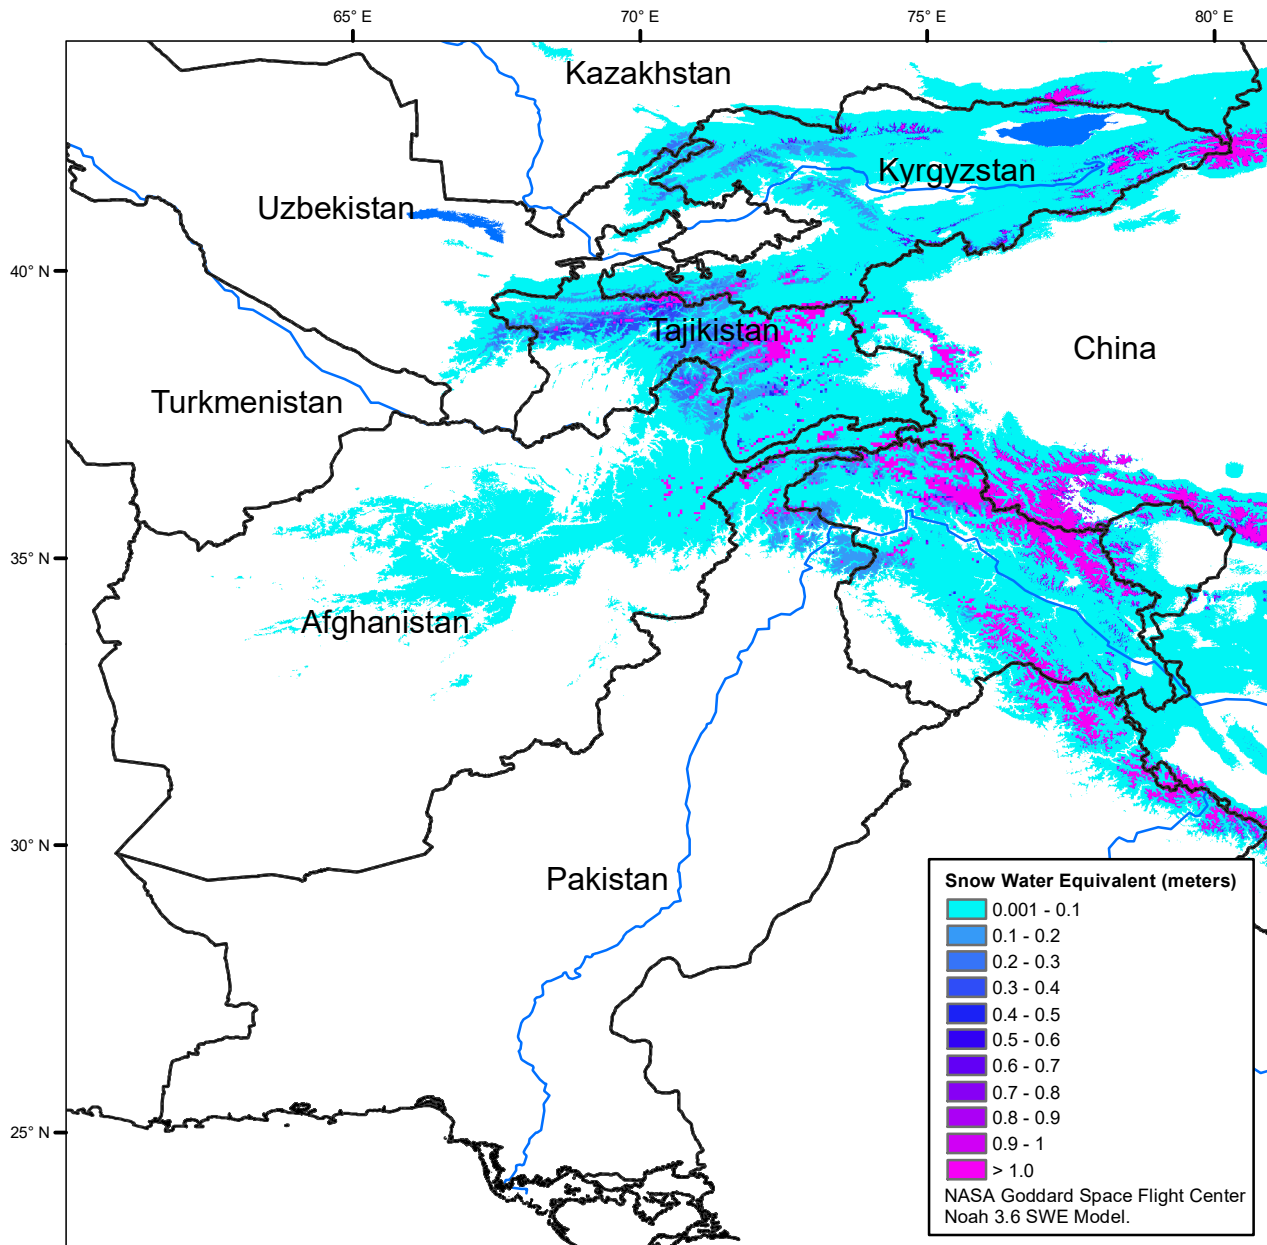 65° E
70° E
75° E
80° E
Kazakhstan
Kyrgyzstan
Uzbekistan
40° N
Tajikistan
China
Turkmenistan
35° N
Afghanistan
30° N
Pakistan
25° N
Snow Water Equivalent (meters)
0.001 - 0.1
0.1 - 0.2
0.2 - 0.3
0.3 - 0.4
0.4 - 0.5
0.5 - 0.6
0.6 - 0.7
0.7 - 0.8
0.8 - 0.9
0.9 - 1
> 1.0
NASA Goddard Space Flight Center
Noah 3.6 SWE Model.